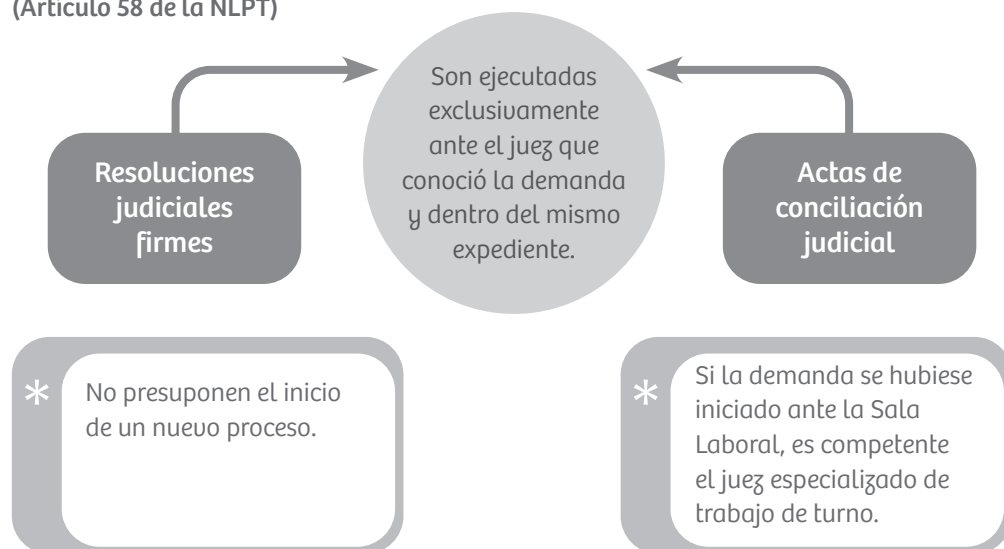 (Artículo 58 de la NLPT)
Resoluciones
judiciales
firmes
Son ejecutadas
exclusivamente
ante el juez que
conoció la demanda
y dentro del mismo
expediente.
Actas de
conciliación
judicial
* No presuponen el inicio
de un nuevo proceso.
* Si la demanda se hubiese
iniciado ante la Sala
Laboral, es competente
el juez especializado de
trabajo de turno.